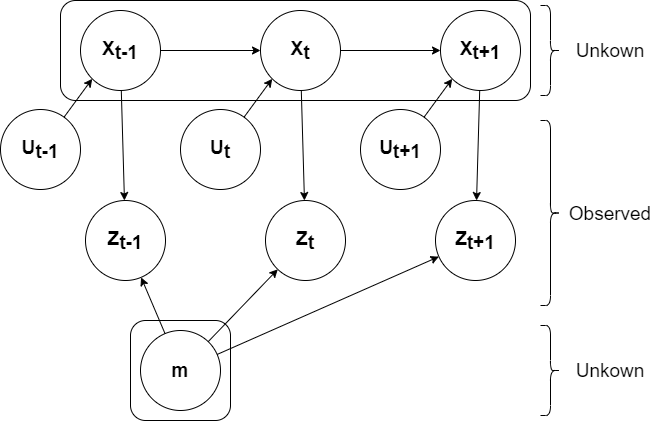 Xt-1 Xt Xt+1 Unkown
Ut-1 Ut Ut+1
Zt-1 Zt Zt+1 Observed
m Unkown